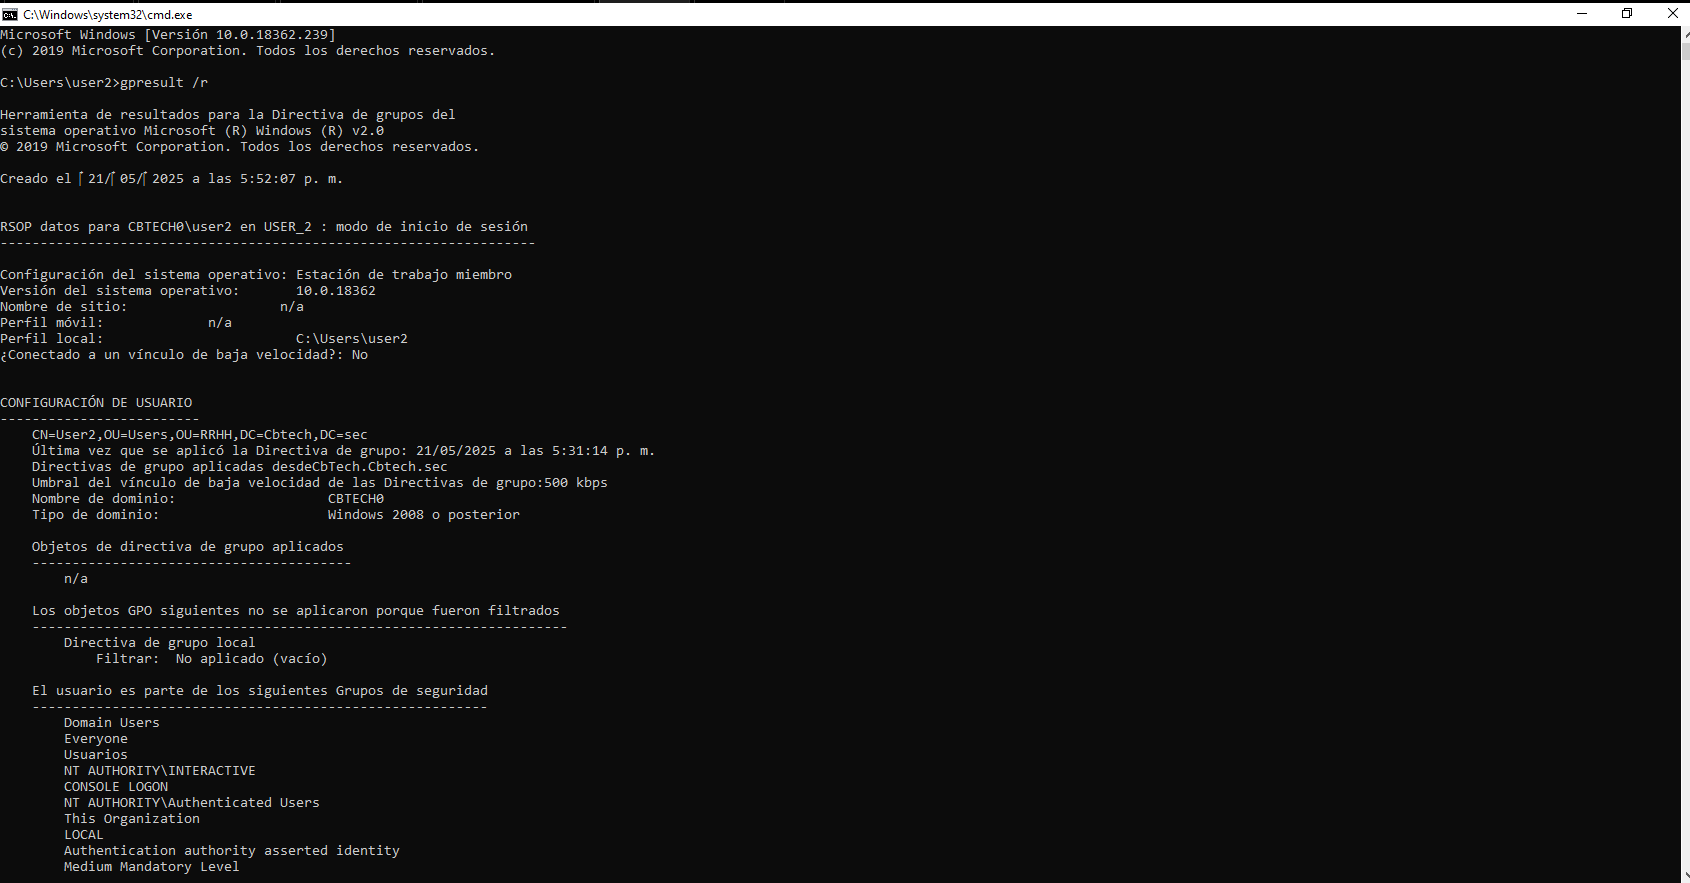 C:\Windows\system32\cmd.exe
Microsoft Windows [Versión 10.0.18362.239]
(c) 2019 Microsoft Corporation. Todos los derechos reservados.
C:\Users\user2>gpresult /r
Herramienta de resultados para la Directiva de grupos del
sistema operativo Microsoft (R) Windows (R) v2.0
© 2019 Microsoft Corporation. Todos los derechos reservados.
Creado el 21/05/2025 a las 5:52:07 p. m.
RSOP datos para CBTECH0\user2 en USER_2 : modo de inicio de sesión
-------------------------------------------------------------------
Configuración del sistema operativo: Estación de trabajo miembro
Versión del sistema operativo: 10.0.18362
Nombre de sitio: n/a
Perfil móvil: n/a
Perfil local: C:\Users\user2
¿Conectado a un vínculo de baja velocidad?: No
CONFIGURACIÓN DE USUARIO
-------------------------
CN=User2,OU=Users,OU=RRHH,DC=Cbtech,DC=sec
Última vez que se aplicó la Directiva de grupo: 21/05/2025 a las 5:31:14 p. m.
Directivas de grupo aplicadas desdeCbTech.Cbtech.sec
Umbral del vínculo de baja velocidad de las Directivas de grupo:500 kbps
Nombre de dominio: CBTECH0
Tipo de dominio: Windows 2008 o posterior
Objetos de directiva de grupo aplicados
----------------------------------------
n/a
Los objetos GPO siguientes no se aplicaron porque fueron filtrados
-------------------------------------------------------------------
Directiva de grupo local
Filtrar: No aplicado (vacío)
El usuario es parte de los siguientes Grupos de seguridad
---------------------------------------------------------
Domain Users
Everyone
Usuarios
NT AUTHORITY\INTERACTIVE
CONSOLE LOGON
NT AUTHORITY\Authenticated Users
This Organization
LOCAL
Authentication authority asserted identity
Medium Mandatory Level